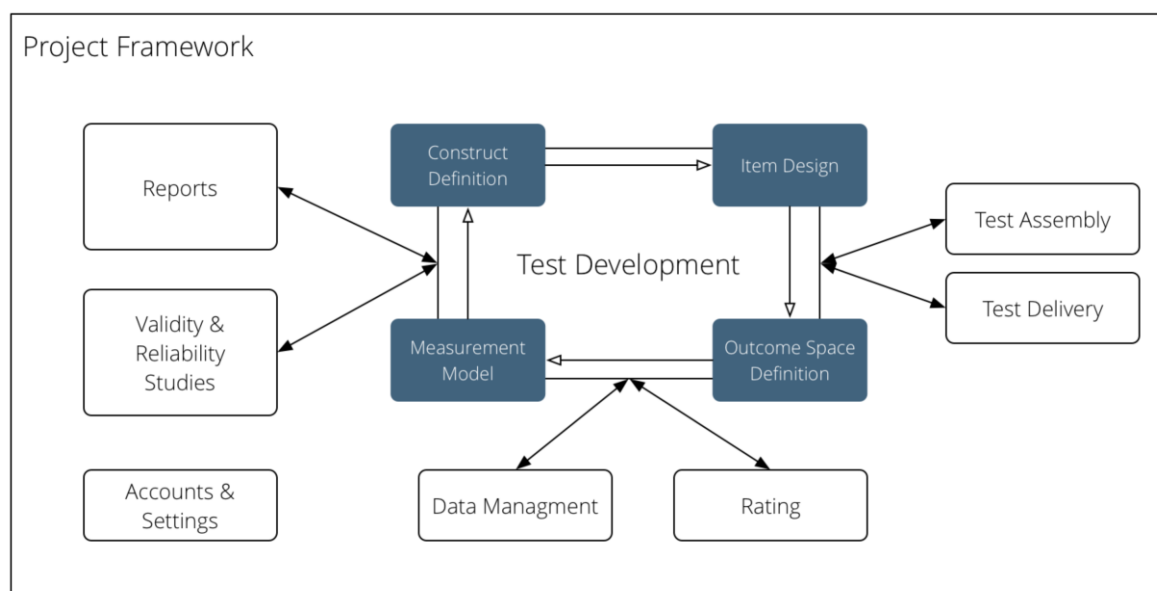 Project Framework
Reports
Construct
Definition
Item Design
Test Assembly
Test Development
Test Delivery
Validity &
Reliability
Studies
Measurement
Model
Outcome Space
Definition
Accounts &
Settings
Data Managment
Rating